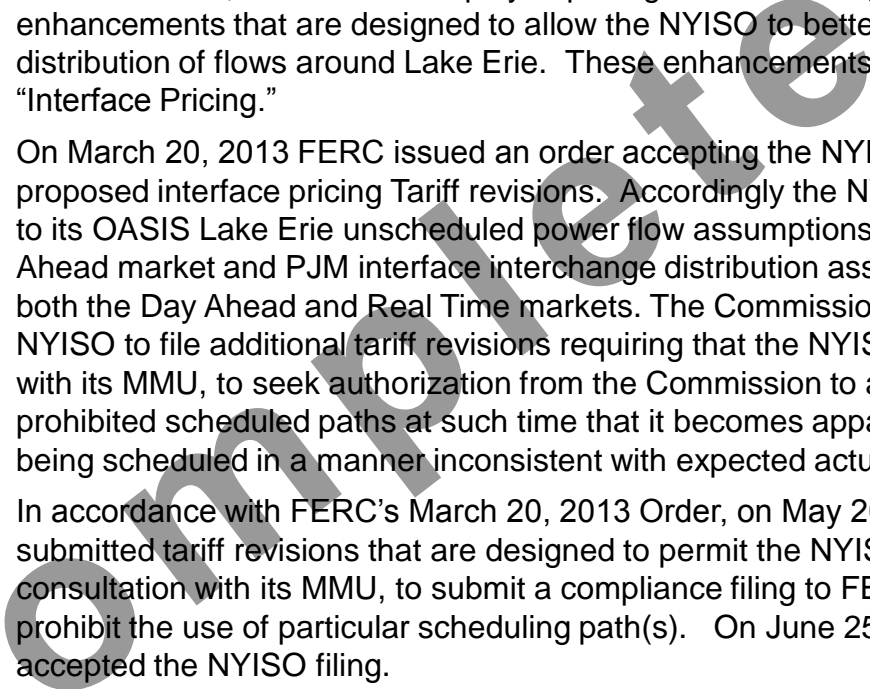 enhancements that are designed to allow the NYISO to bette
distribution of flows around Lake Erie. These enhancements
“Interface Pricing.”
On March 20, 2013 FERC issued an order accepting the NYI
proposed interface pricing Tariff revisions. Accordingly the N
to its OASIS Lake Erie unscheduled power flow assumptions
Ahead market and PJM interface interchange distribution ass
both the Day Ahead and Real Time markets. The Commissio
NYISO to file additional tariff revisions requiring that the NYIS
with its MMU, to seek authorization from the Commission to a
prohibited scheduled paths at such time that it becomes appa
being scheduled in a manner inconsistent with expected actu
In accordance with FERC’s March 20, 2013 Order, on May 20
submitted tariff revisions that are designed to permit the NYIS
consultation with its MMU, to submit a compliance filing to FE
prohibit the use of particular scheduling path(s). On June 25
accepted the NYISO filing.
omplete